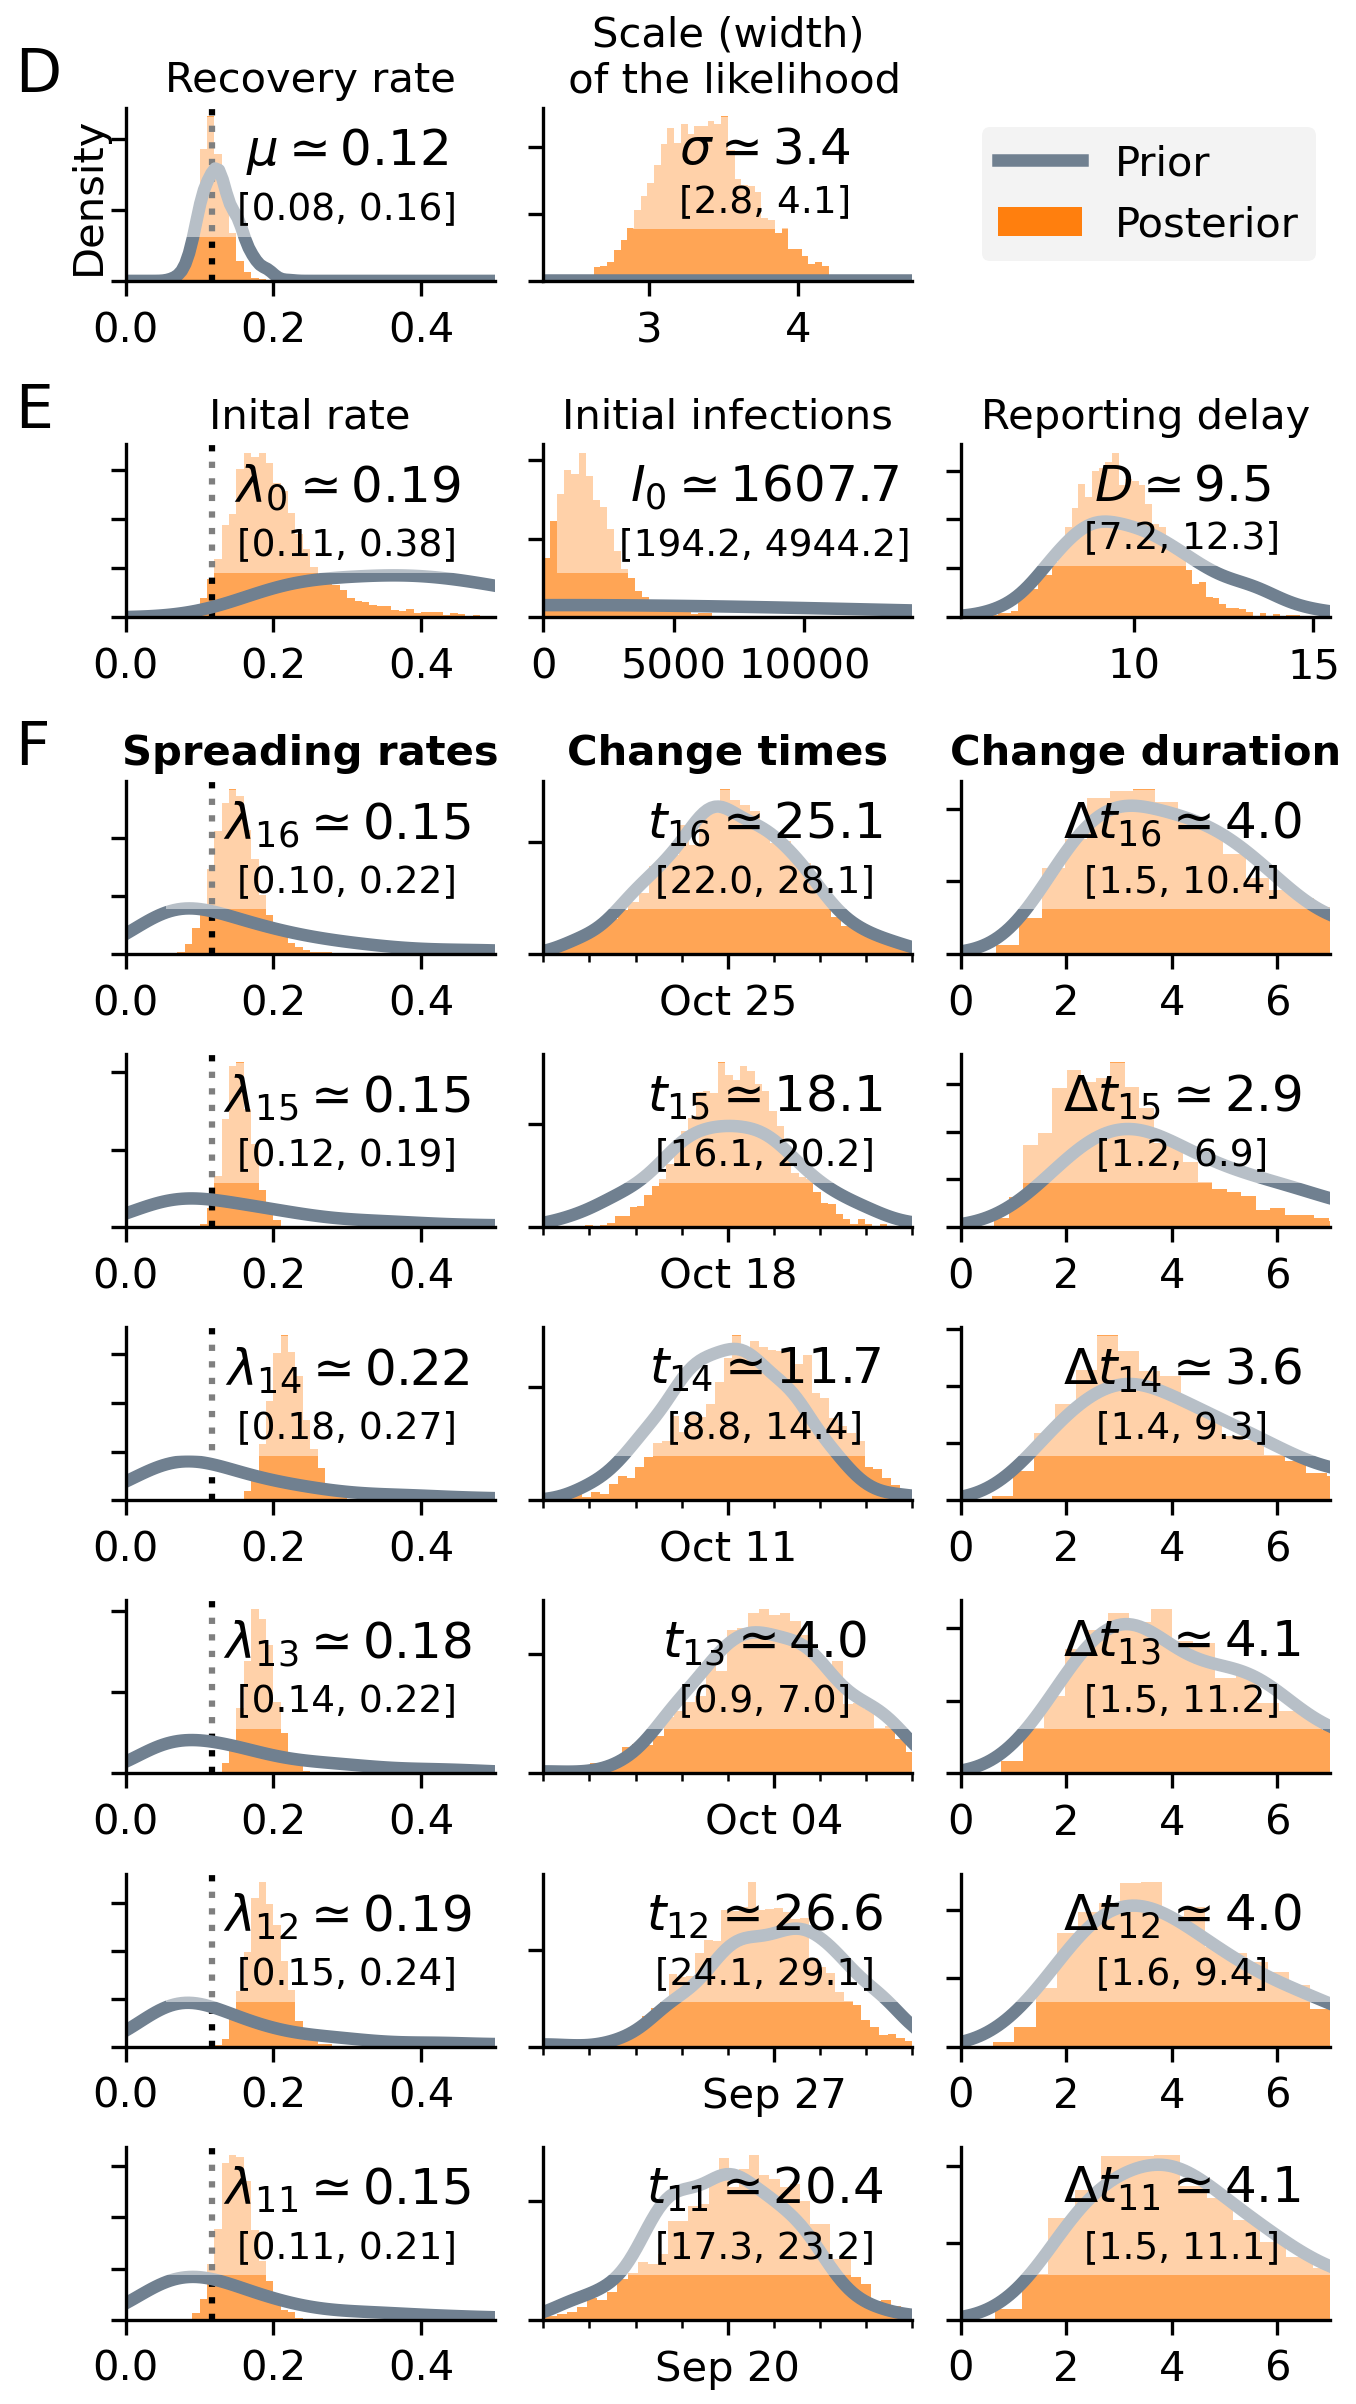 D
Recovery rate
Scale (width)
of the likelihood
Density
μ ≃ 0.12
[0.08, 0.16]
0.0 0.2 0.4
σ ≃ 3.4
[2.8, 4.1]
3 4
Prior
Posterior
E
Inital rate
λ₀ ≃ 0.19
[0.11, 0.38]
0.0 0.2 0.4
Initial infections
I₀ ≃ 1607.7
[194.2, 4944.2]
0 5000 10000
Reporting delay
D ≃ 9.5
[7.2, 12.3]
10 15
F
Spreading rates
Change times
Change duration
λ₁₆ ≃ 0.15
[0.10, 0.22]
0.0 0.2 0.4
t₁₆ ≃ 25.1
[22.0, 28.1]
Oct 25
Δt₁₆ ≃ 4.0
[1.5, 10.4]
0 2 4 6
λ₁₅ ≃ 0.15
[0.12, 0.19]
0.0 0.2 0.4
t₁₅ ≃ 18.1
[16.1, 20.2]
Oct 18
Δt₁₅ ≃ 2.9
[1.2, 6.9]
0 2 4 6
λ₁₄ ≃ 0.22
[0.18, 0.27]
0.0 0.2 0.4
t₁₄ ≃ 11.7
[8.8, 14.4]
Oct 11
Δt₁₄ ≃ 3.6
[1.4, 9.3]
0 2 4 6
λ₁₃ ≃ 0.18
[0.14, 0.22]
0.0 0.2 0.4
t₁₃ ≃ 4.0
[0.9, 7.0]
Oct 04
Δt₁₃ ≃ 4.1
[1.5, 11.2]
0 2 4 6
λ₁₂ ≃ 0.19
[0.15, 0.24]
0.0 0.2 0.4
t₁₂ ≃ 26.6
[24.1, 29.1]
Sep 27
Δt₁₂ ≃ 4.0
[1.6, 9.4]
0 2 4 6
λ₁₁ ≃ 0.15
[0.11, 0.21]
0.0 0.2 0.4
t₁₁ ≃ 20.4
[17.3, 23.2]
Sep 20
Δt₁₁ ≃ 4.1
[1.5, 11.1]
0 2 4 6